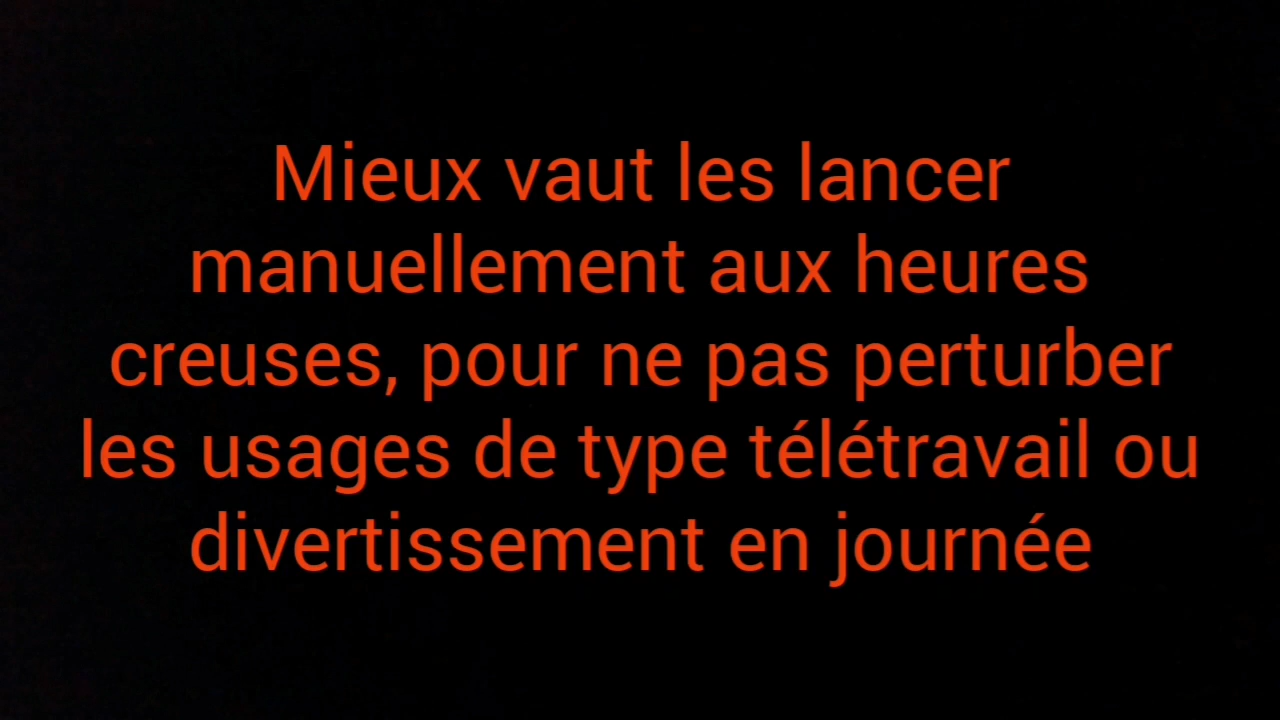 Mieux vaut les lancer
manuellement aux heures
creuses, pour ne pas perturber
les usages de type télétravail ou
divertissement en journée